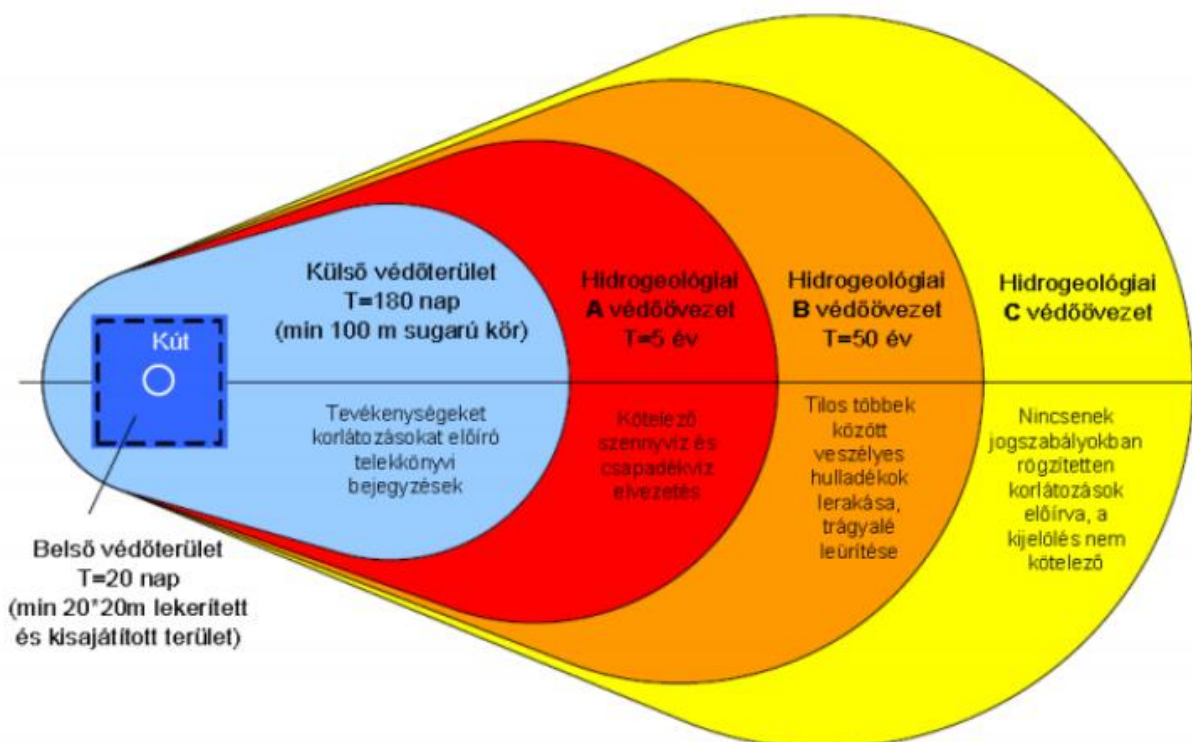 Kút
Külső védőterület
T=180 nap
(min 100 m sugarú kör)
Hidrogeológiai
A védőövezet
T=5 év
Hidrogeológiai
B védőövezet
T=50 év
Hidrogeológiai
C védőövezet
Tevékenységeket
korlátozásokat előíró
telekkönyvi
bejegyzések
Kötelező
szennyvíz és
csapadékvíz
elvezetés
Tilos többek
között
veszélyes
hulladékok
lerakása,
trágyalé
leürítése
Nincsenek
jogszabályokban
rögzítetten
korlátozások
előírva, a
kijelölés nem
kötelező
Belső védőterület
T=20 nap
(min 20*20m lekerített
és kisajátított terület)